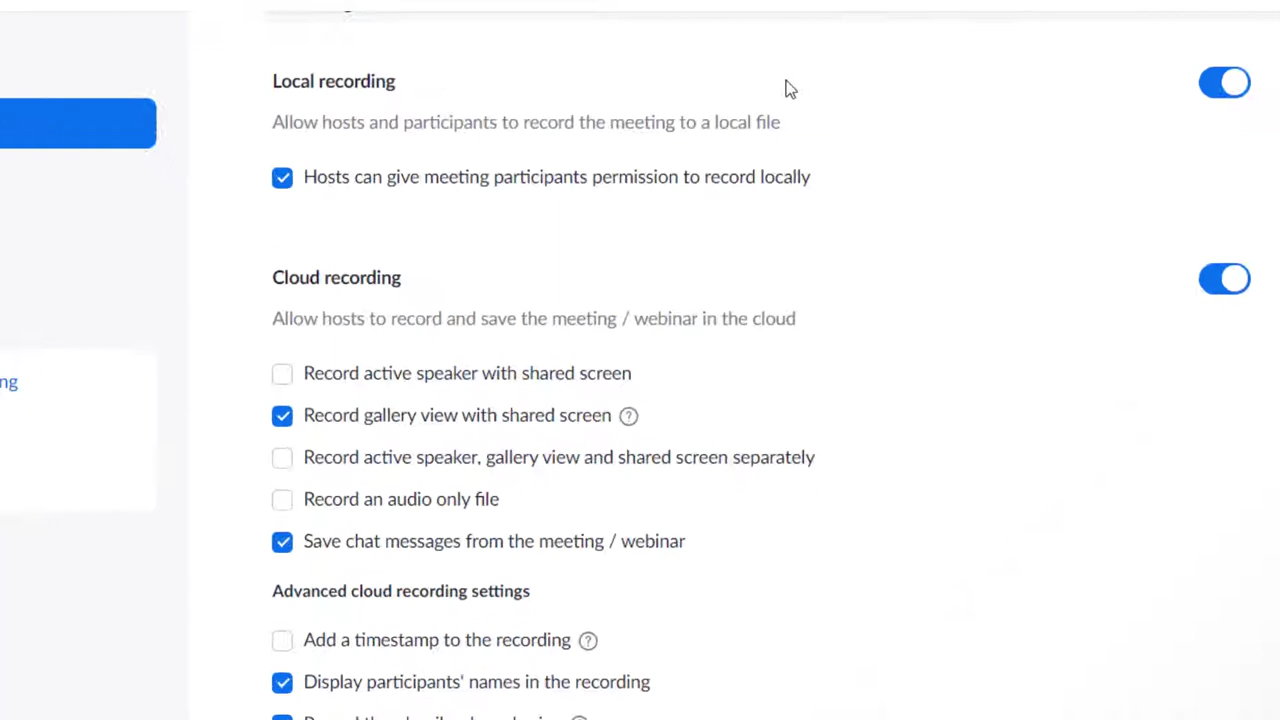 Local recording
Allow hosts and participants to record the meeting to a local file
Hosts can give meeting participants permission to record locally
Cloud recording
Allow hosts to record and save the meeting / webinar in the cloud
Record active speaker with shared screen
ng
Record gallery view with shared screen ?
Record active speaker, gallery view and shared screen separately
Record an audio only file
Save chat messages from the meeting / webinar
Advanced cloud recording settings
Add a timestamp to the recording ?
Display participants' names in the recording